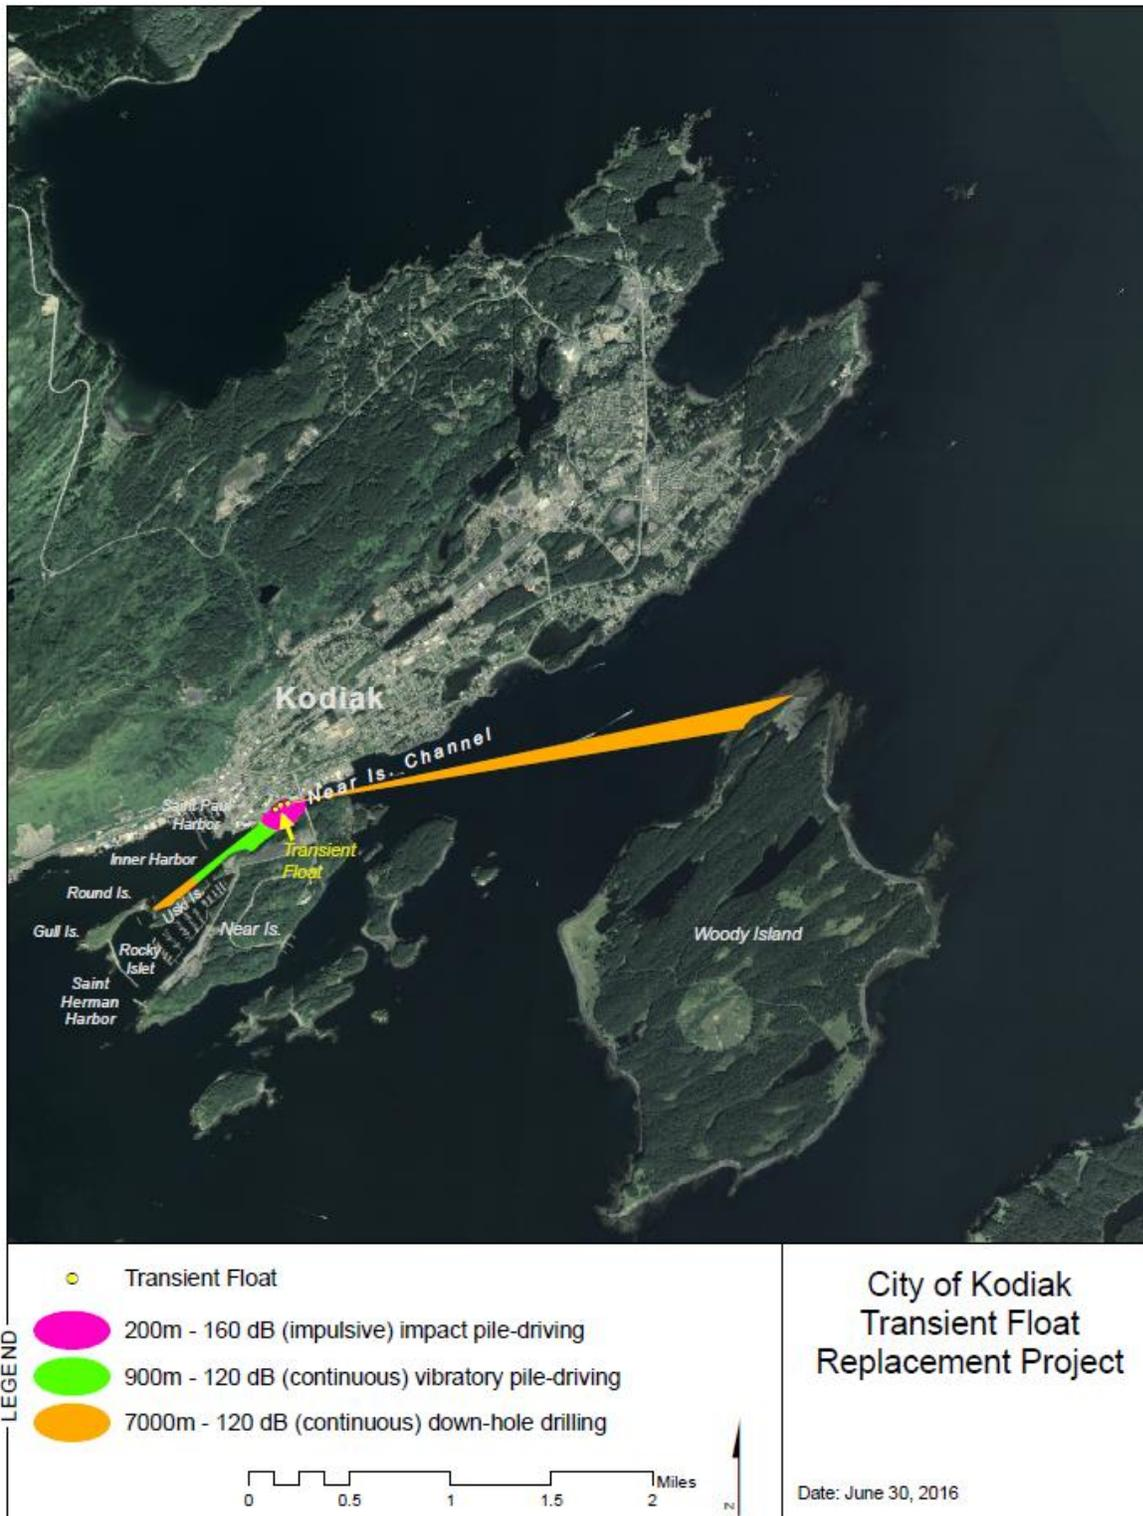 Kodiak
Near Is. Channel
Saint Paul
Harbor
Inner Harbor
Transient
Float
Round Is.
Uski Is.
Gull Is.
Near Is.
Rocky
Islet
Woody Island
Saint
Herman
Harbor
LEGEND
Transient Float
200m - 160 dB (impulsive) impact pile-driving
900m - 120 dB (continuous) vibratory pile-driving
7000m - 120 dB (continuous) down-hole drilling
Miles
0 0.5 1 1.5 2
N
City of Kodiak
Transient Float
Replacement Project
Date: June 30, 2016